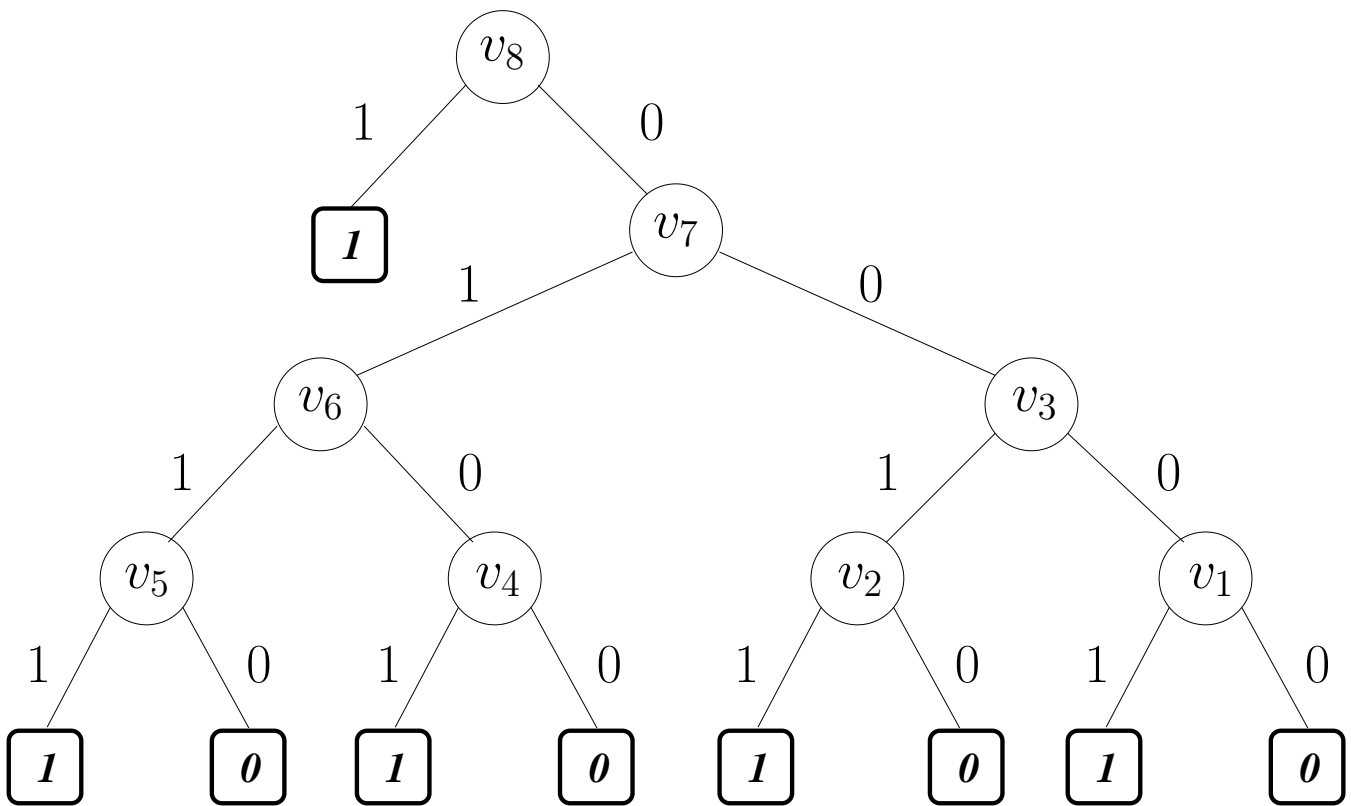 v₈
1 0
1 v₇
1 0
v₆ v₃
1 0 1 0
v₅ v₄ v₂ v₁
1 0 1 0 1 0 1 0
1 0 1 0 1 0 1 0